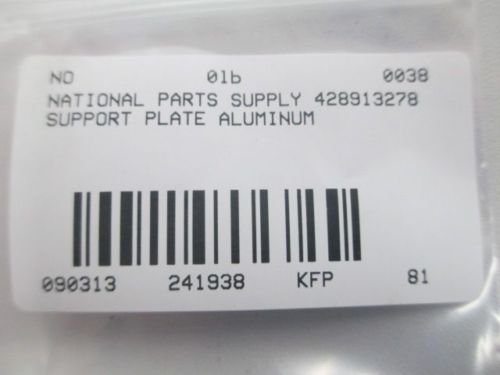 NO 01b 0038
NATIONAL PARTS SUPPLY 428913278
SUPPORT PLATE ALUMINUM
090313 241938 KFP 81